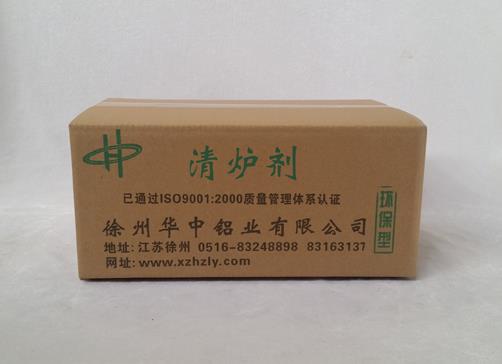 清炉剂
已通过ISO9001:2000质量管理体系认证
徐州华中铝业有限公司
地址:江苏徐州 0516-83248898 83163137
网址:www.xzhzly.com
环保型